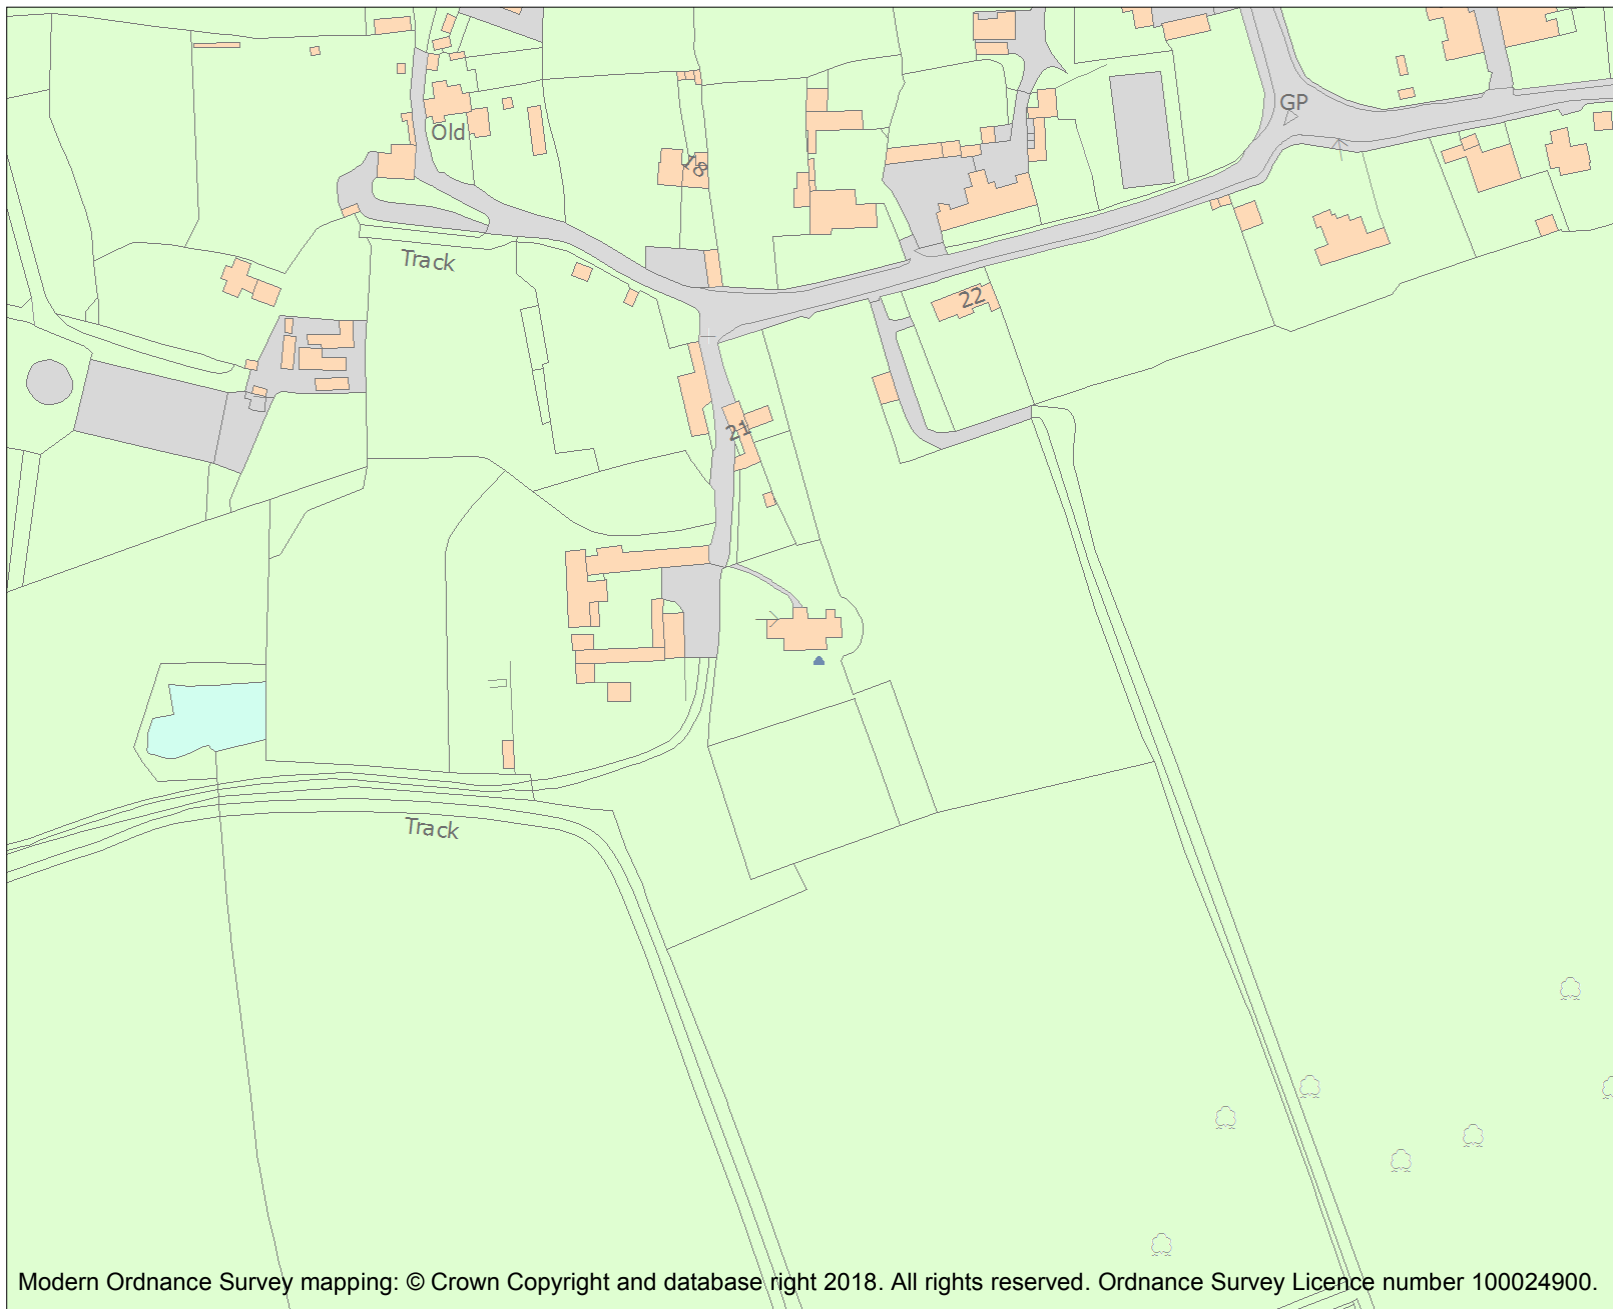 GP
Old
18
Track
22
21
Track
Modern Ordnance Survey mapping: © Crown Copyright and database right 2018. All rights reserved. Ordnance Survey Licence number 100024900.